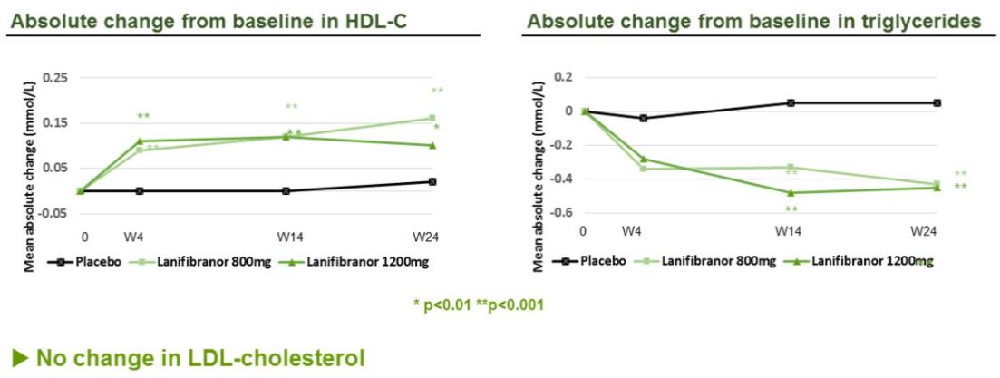 Absolute change from baseline in HDL-C
Mean absolute change (mmol/L)
0.25
0.15
0.05
-0.05
**
**
**
**
**
*
0 W4 W14 W24
Placebo Lanifibranor 800mg Lanifibranor 1200mg
Absolute change from baseline in triglycerides
Mean absolute change (mmol/L)
0.2
0
-0.2
-0.4
-0.6
**
**
**
**
0 W4 W14 W24
Placebo Lanifibranor 800mg Lanifibranor 1200mg
* p<0.01 **p<0.001
▶ No change in LDL-cholesterol